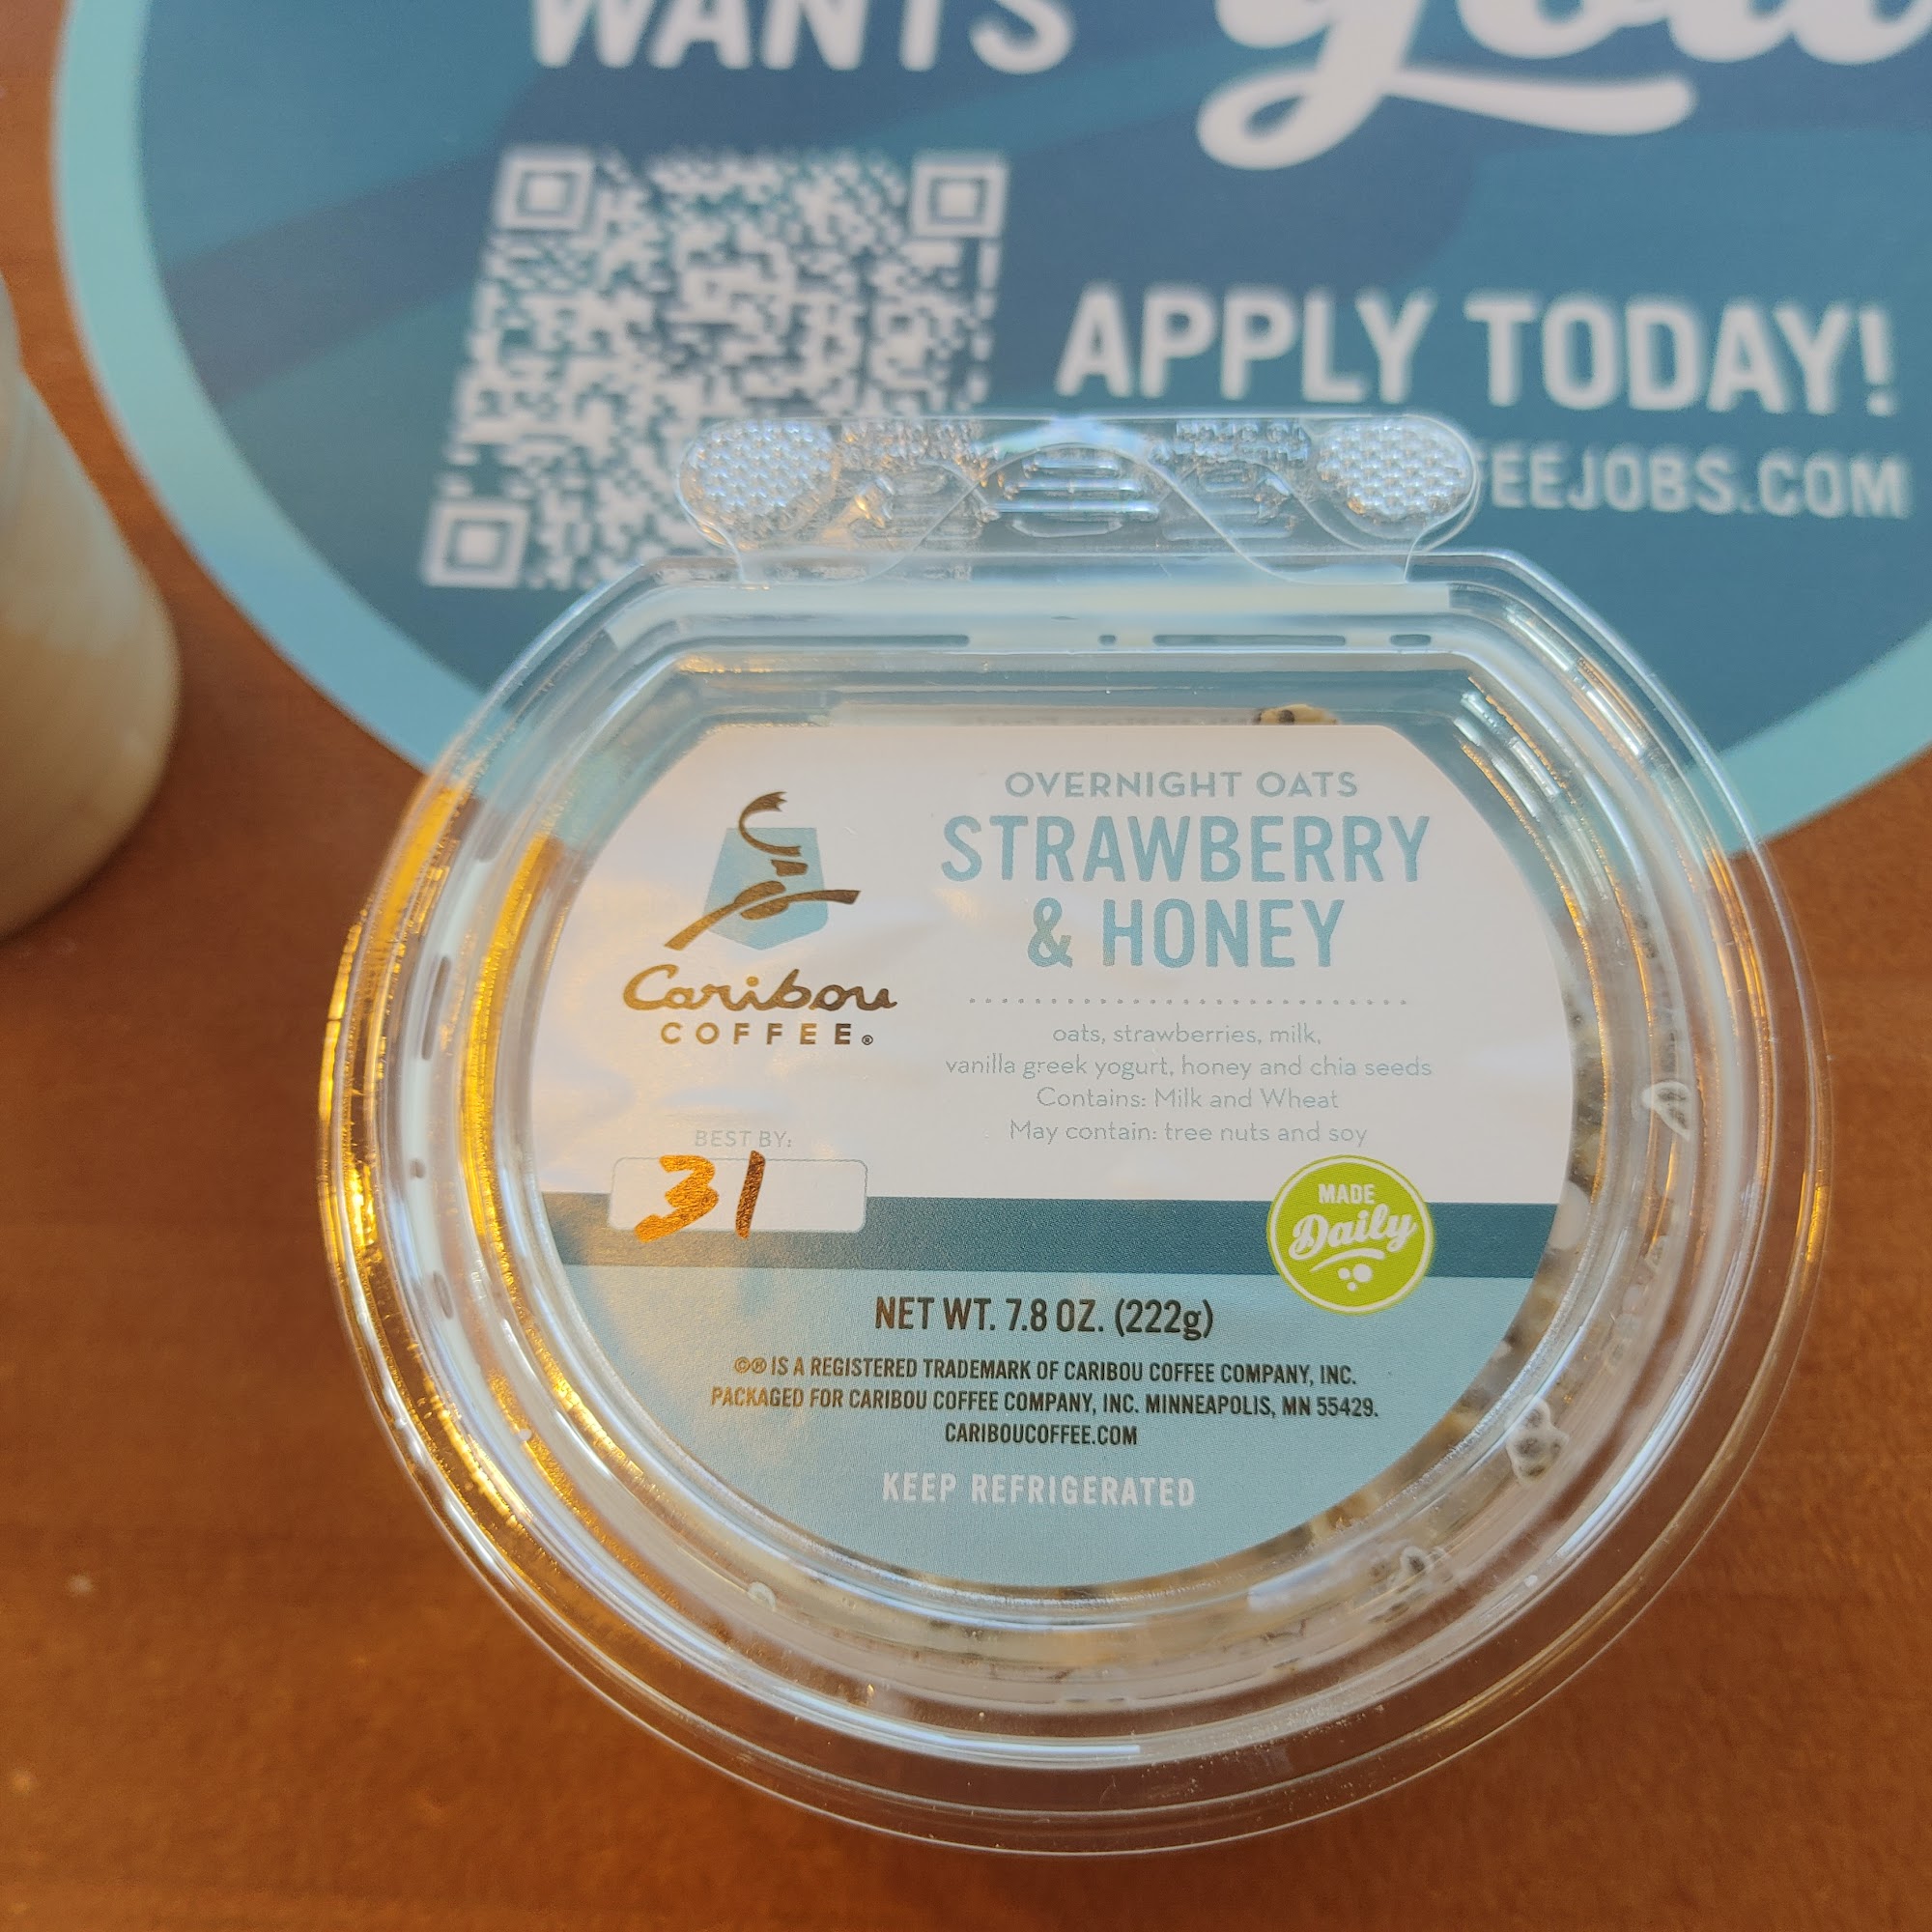 WANTS you
APPLY TODAY!
FEEJOBS.COM
OVERNIGHT OATS
STRAWBERRY
& HONEY
Caribou
COFFEE®
oats, strawberries, milk,
vanilla greek yogurt, honey and chia seeds
Contains: Milk and Wheat
May contain: tree nuts and soy
BEST BY:
31
MADE
Daily
NET WT. 7.8 OZ. (222g)
©® IS A REGISTERED TRADEMARK OF CARIBOU COFFEE COMPANY, INC.
PACKAGED FOR CARIBOU COFFEE COMPANY, INC. MINNEAPOLIS, MN 55429.
CARIBOUCOFFEE.COM
KEEP REFRIGERATED